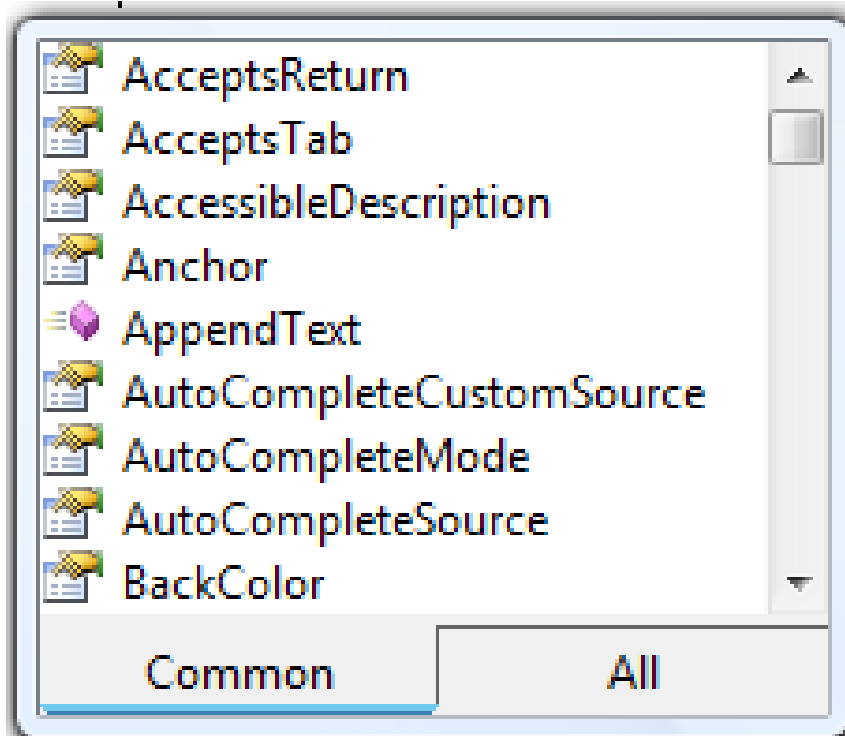 AcceptsReturn
AcceptsTab
AccessibleDescription
Anchor
AppendText
AutoCompleteCustomSource
AutoCompleteMode
AutoCompleteSource
BackColor
Common All